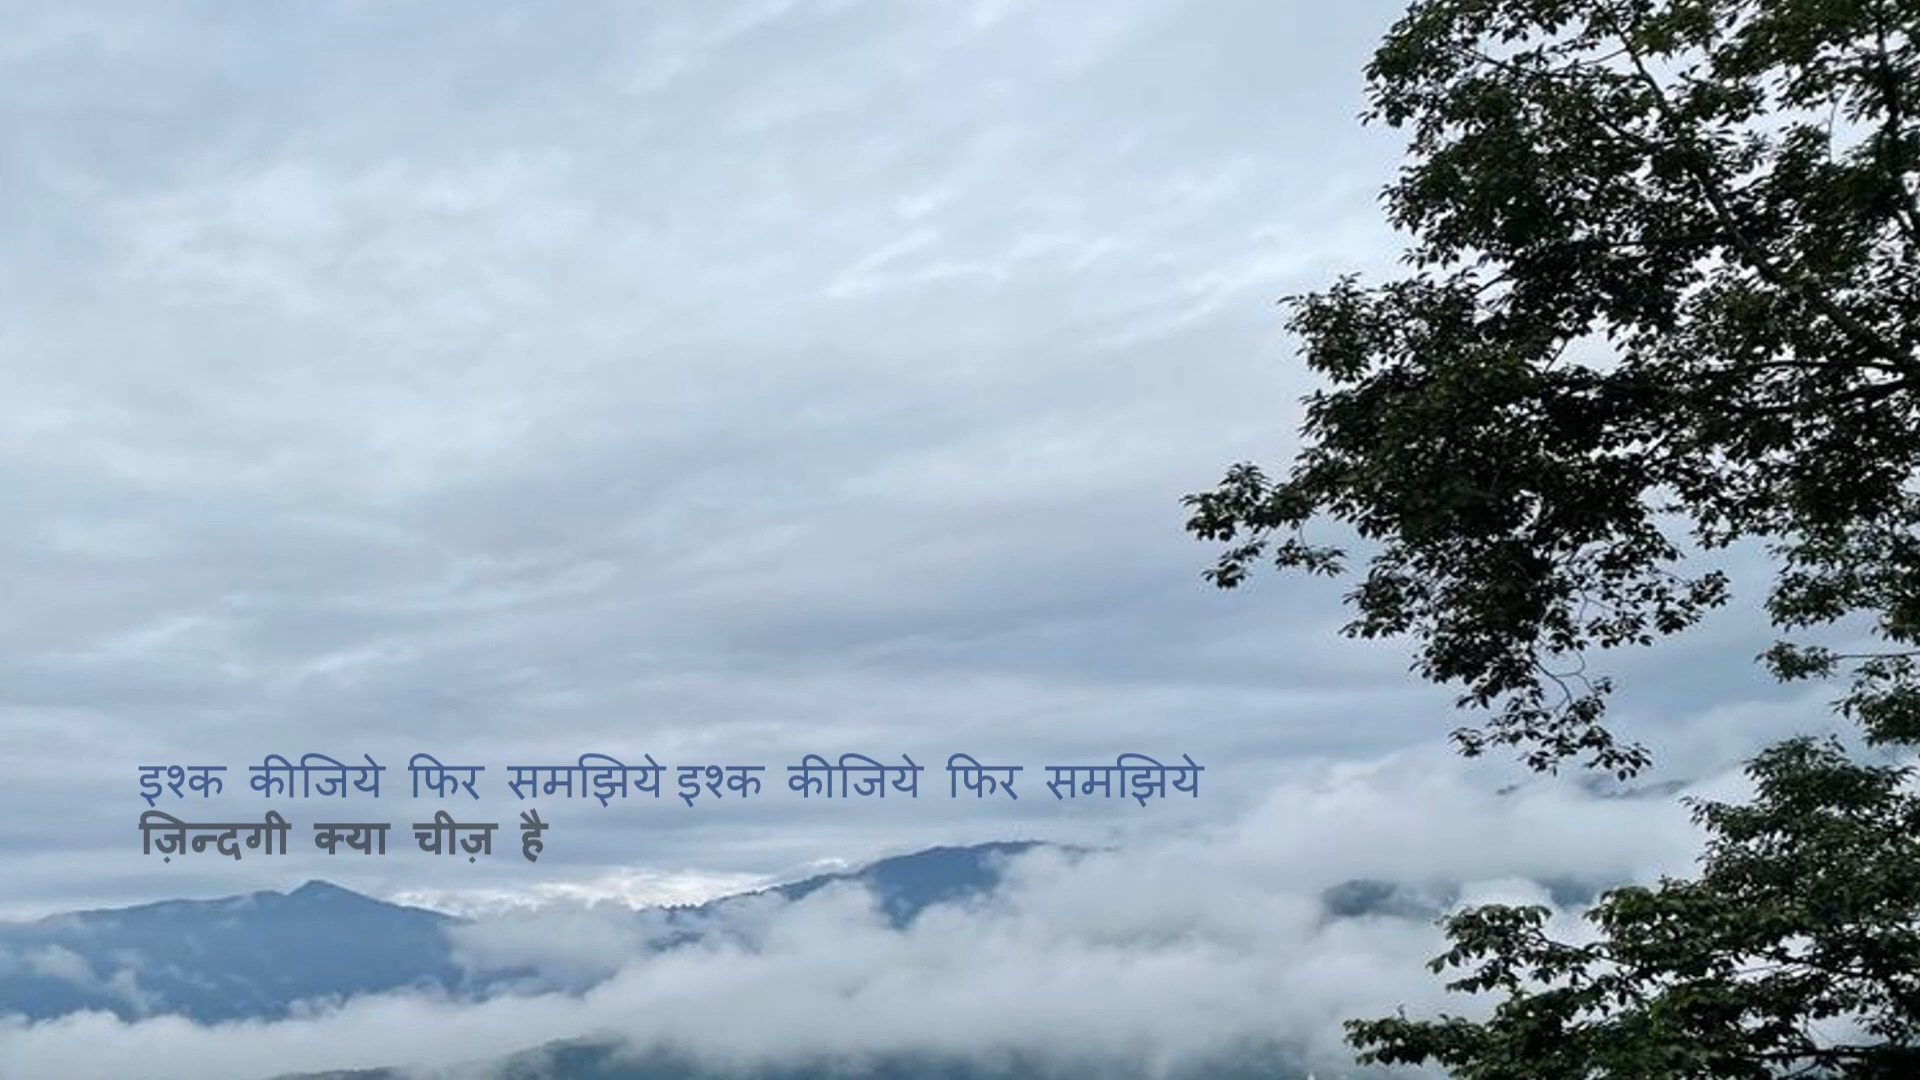 इश्क कीजिये फिर समझिये इश्क कीजिये फिर समझिये
ज़िन्दगी क्या चीज़ है